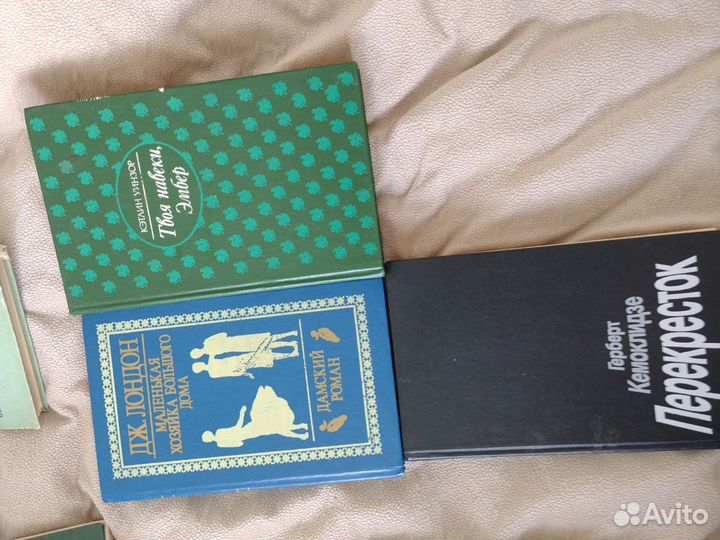 КЭТЛИН УИНЗОР
Твоя навеки,
Эмбер
ДЖ. ЛОНДОН
МАЛЕНЬКАЯ
ХОЗЯЙКА БОЛЬШОГО
ДОМА
ДАМСКИЙ
РОМАН
Герберт
Кемоклидзе
Перекресток
Avito